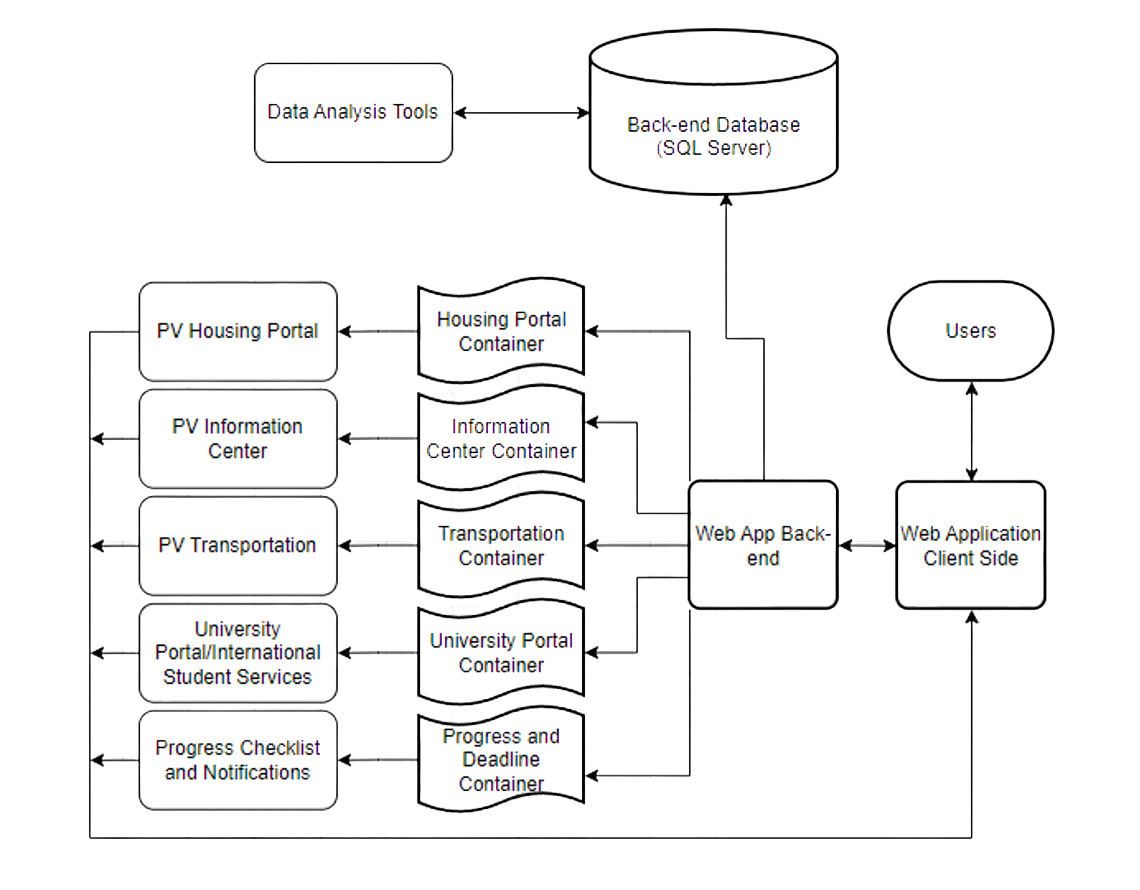 Data Analysis Tools
Back-end Database
(SQL Server)
PV Housing Portal
Housing Portal
Container
Users
PV Information
Center
Information
Center Container
PV Transportation
Transportation
Container
Web App Back-
end
Web Application
Client Side
University
Portal/International
Student Services
University Portal
Container
Progress Checklist
and Notifications
Progress and
Deadline
Container